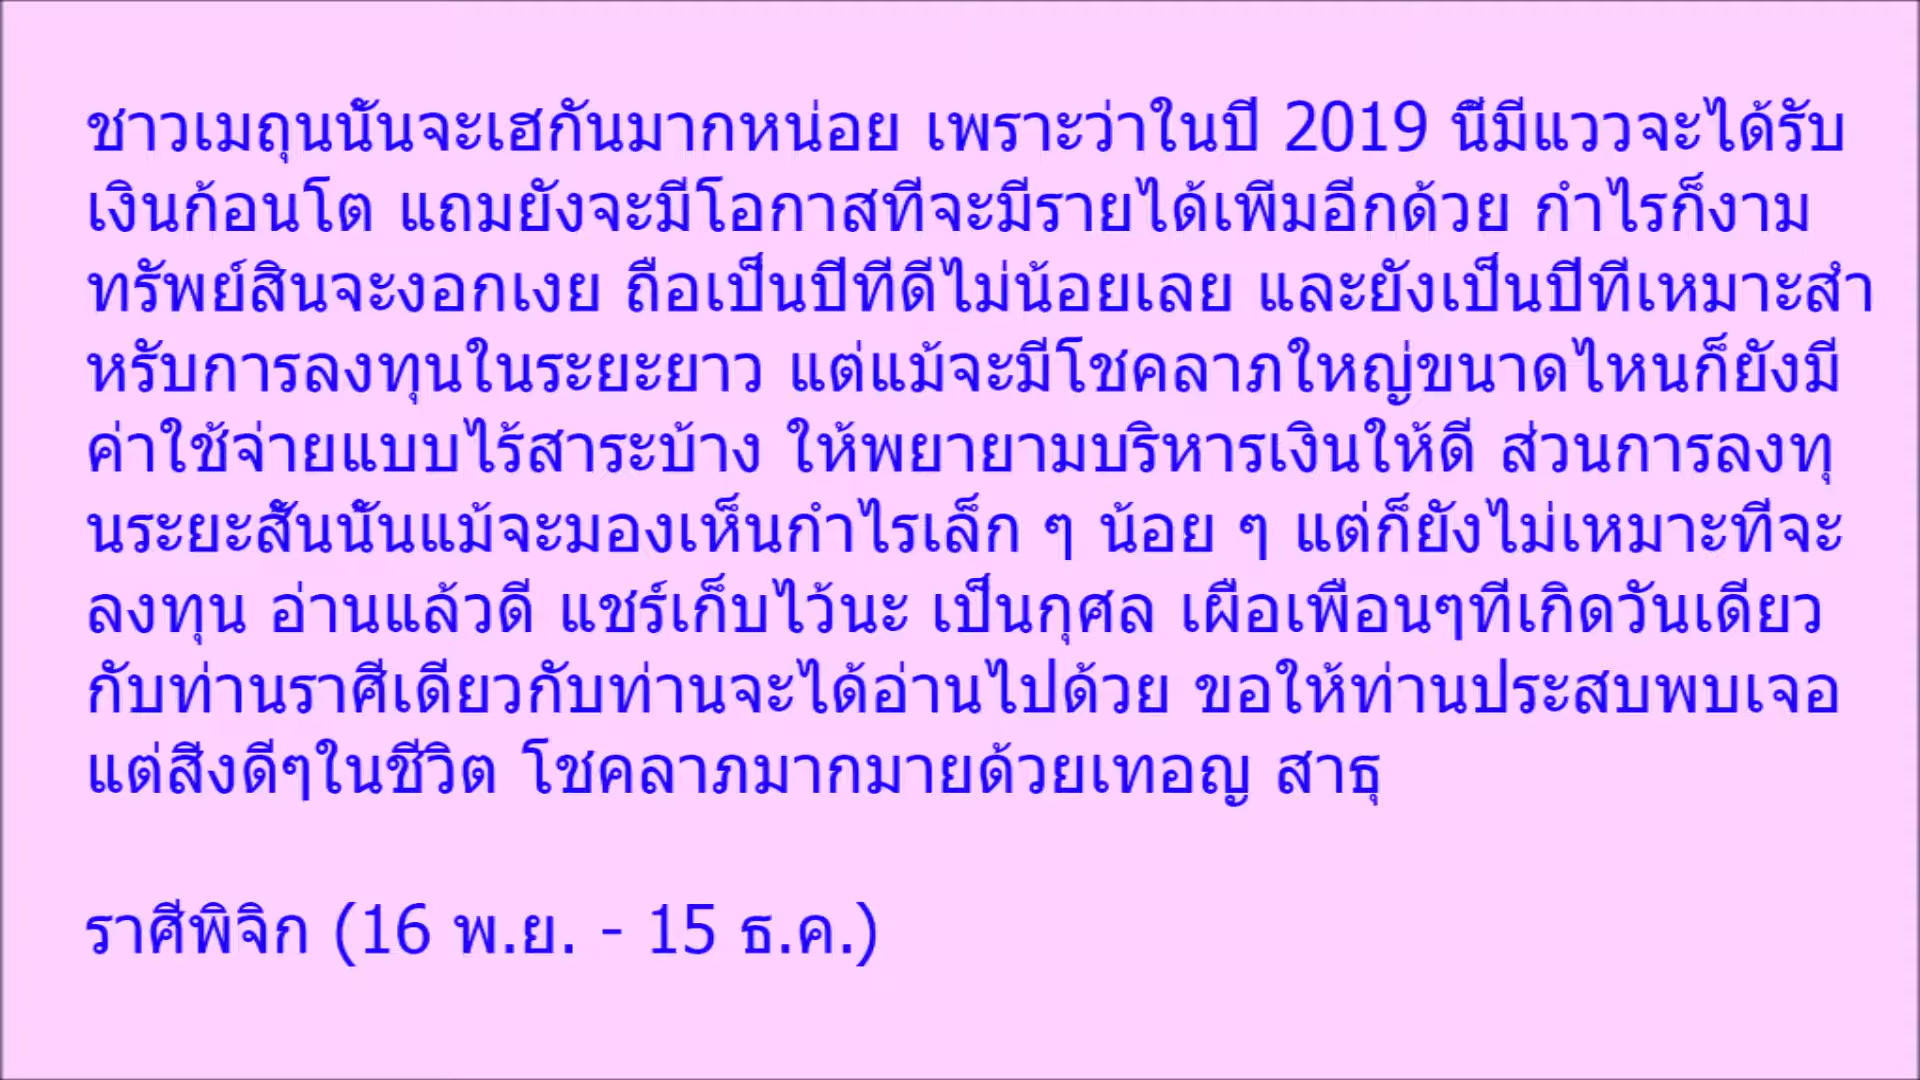 ชาวเมถุนนั้นจะเฮกันมากหน่อย เพราะว่าในปี 2019 นี้มีแววจะได้รับ
เงินก้อนโต แถมยังจะมีโอกาสที่จะมีรายได้เพิ่มอีกด้วย กำไรก็งาม
ทรัพย์สินจะงอกเงย ถือเป็นปีที่ดีไม่น้อยเลย และยังเป็นปีที่เหมาะสำ
หรับการลงทุนในระยะยาว แต่แม้จะมีโชคลาภใหญ่ขนาดไหนก็ยังมี
ค่าใช้จ่ายแบบไร้สาระบ้าง ให้พยายามบริหารเงินให้ดี ส่วนการลงทุ
นระยะสั้นนั้นแม้จะมองเห็นกำไรเล็ก ๆ น้อย ๆ แต่ก็ยังไม่เหมาะที่จะ
ลงทุน อ่านแล้วดี แชร์เก็บไว้นะ เป็นกุศล เผื่อเพื่อนๆที่เกิดวันเดียว
กับท่านราศีเดียวกับท่านจะได้อ่านไปด้วย ขอให้ท่านประสบพบเจอ
แต่สิ่งดีๆในชีวิต โชคลาภมากมายด้วยเทอญ สาธุ
ราศีพิจิก (16 พ.ย. - 15 ธ.ค.)